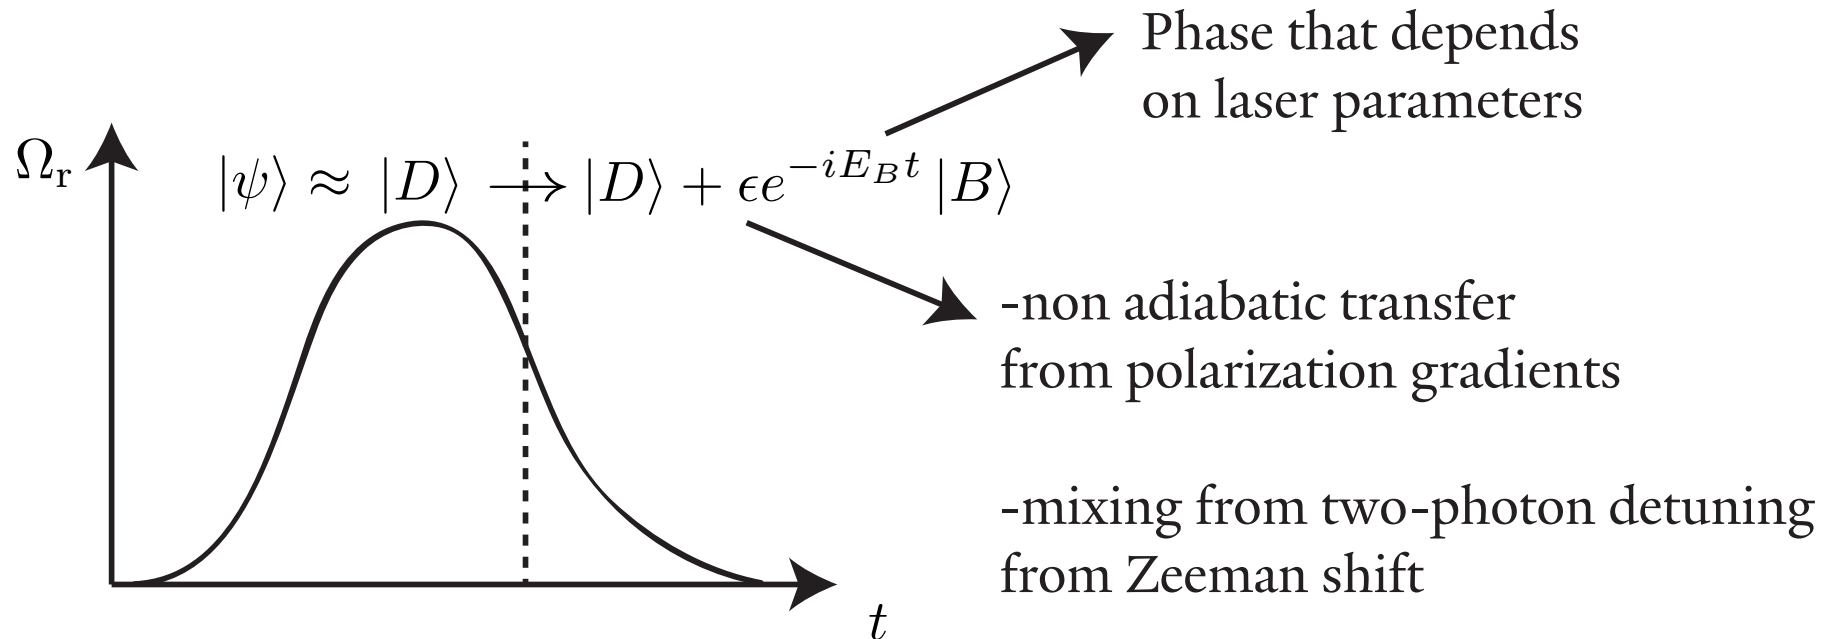 Phase that depends
on laser parameters
Ωr
|ψ⟩ ≈ |D⟩ → |D⟩ + ϵe^{−iE_B t} |B⟩
-non adiabatic transfer
from polarization gradients
-mixing from two-photon detuning
from Zeeman shift
t